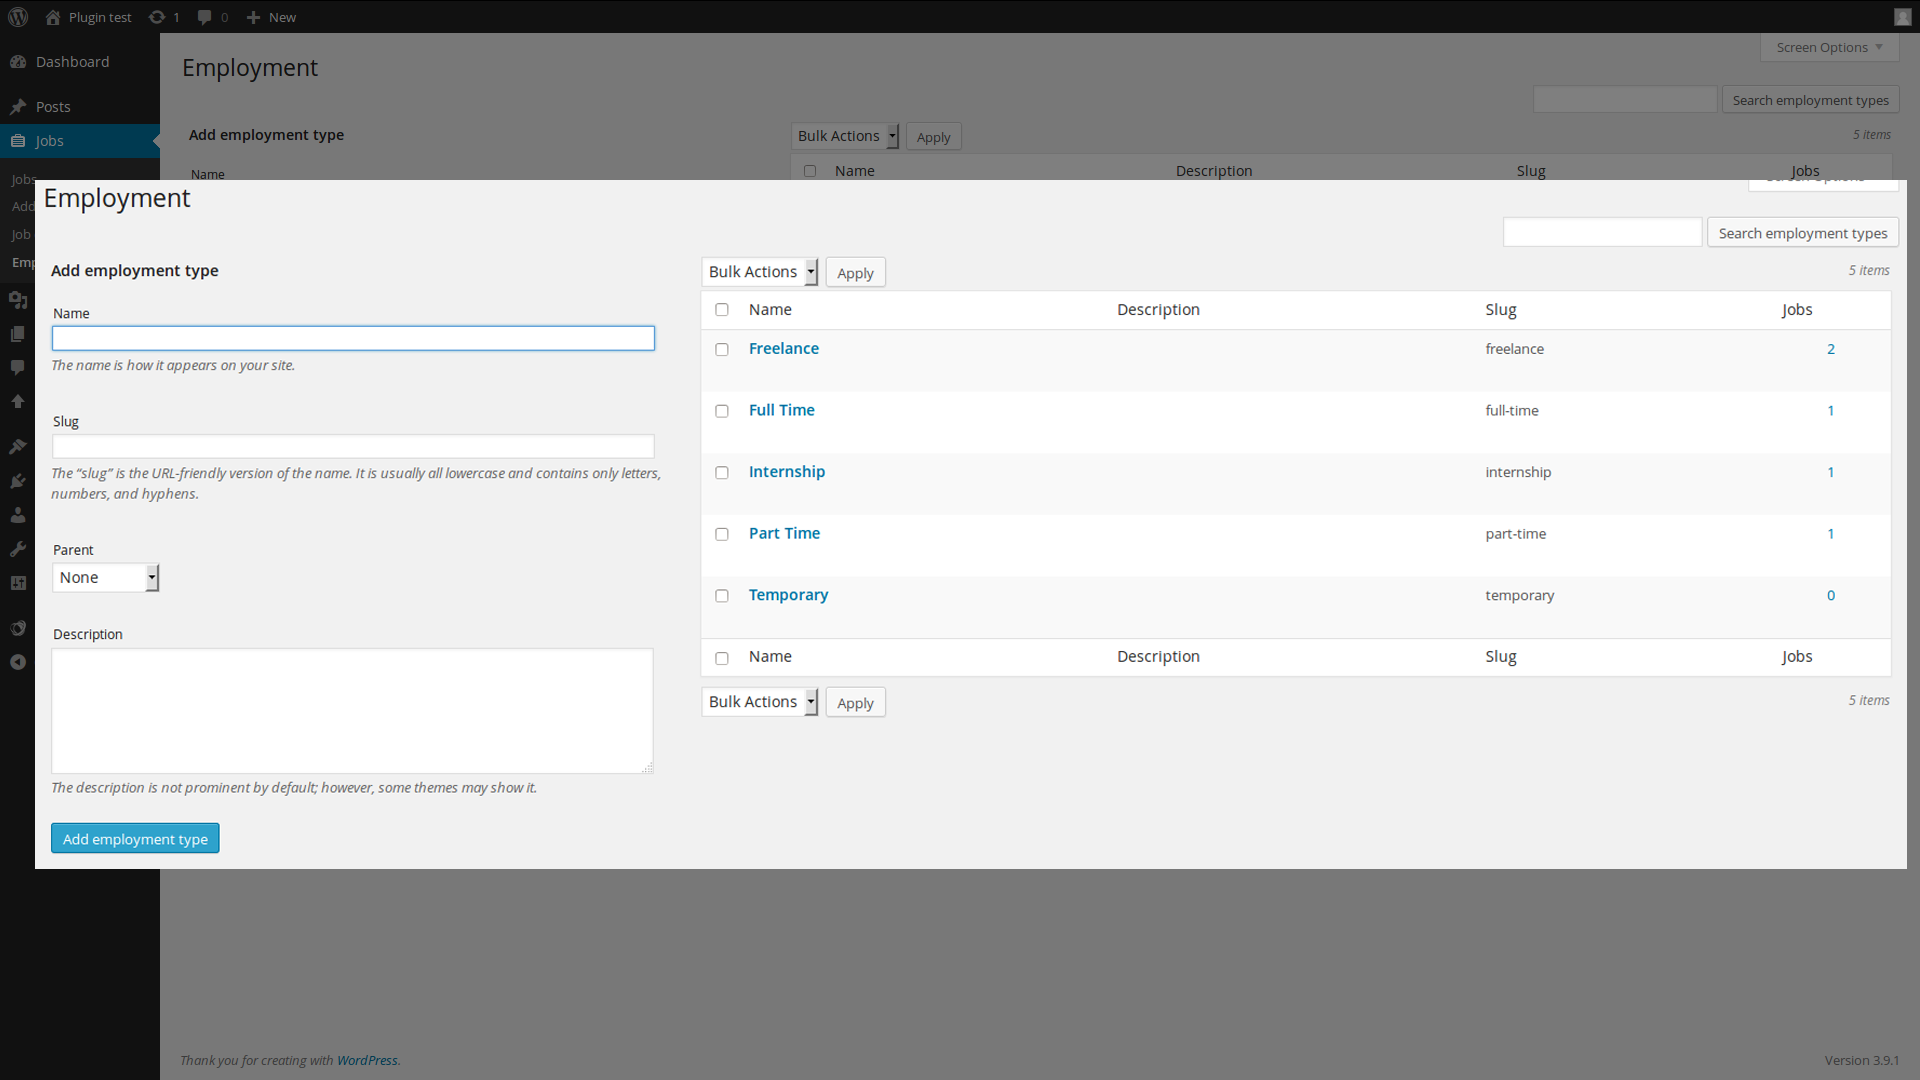 Plugin test 1 0 New
Dashboard
Posts
Jobs
Jobs
Add
Job
Emp
Employment
Screen Options
Search employment types
Add employment type
Bulk Actions Apply 5 items
Name Description Slug Jobs
Name
Employment
Search employment types
Add employment type
Name
The name is how it appears on your site.
Slug
The “slug” is the URL-friendly version of the name. It is usually all lowercase and contains only letters,
numbers, and hyphens.
Parent
None
Description
The description is not prominent by default; however, some themes may show it.
Add employment type
Bulk Actions Apply 5 items
Name Description Slug Jobs
Freelance freelance 2
Full Time full-time 1
Internship internship 1
Part Time part-time 1
Temporary temporary 0
Name Description Slug Jobs
Bulk Actions Apply 5 items
Thank you for creating with WordPress.
Version 3.9.1